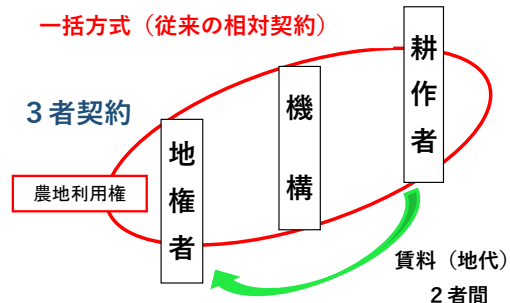 一括方式（従来の相対契約）
３者契約
農地利用権
地権者
機構
耕作者
賃料（地代）
２者間